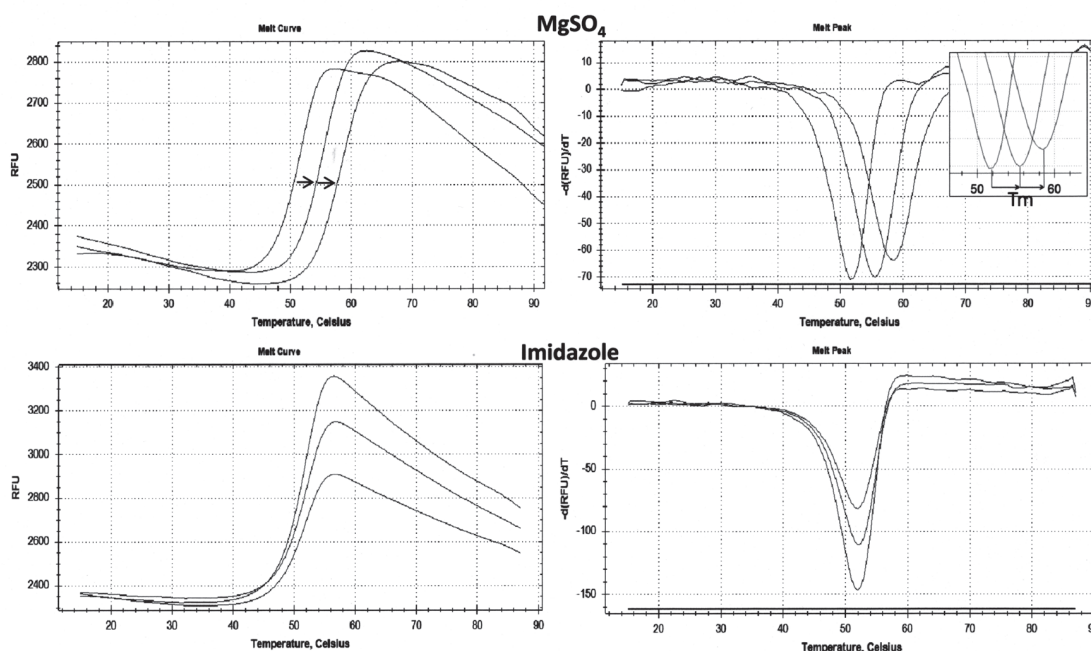 MgSO4
Melt Curve
RFU
2800
2700
2600
2500
2400
2300
20 30 40 50 60 70 80 90
Temperature, Celsius
Melt Peak
-d(RFU)/dT
10
0
-10
-20
-30
-40
-50
-60
-70
20 30 40 50 60 70 80 90
Temperature, Celsius
50 60
Tm
Imidazole
Melt Curve
RFU
3400
3200
3000
2800
2600
2400
20 30 40 50 60 70 80 90
Temperature, Celsius
Melt Peak
-d(RFU)/dT
0
-50
-100
-150
20 30 40 50 60 70 80 90
Temperature, Celsius